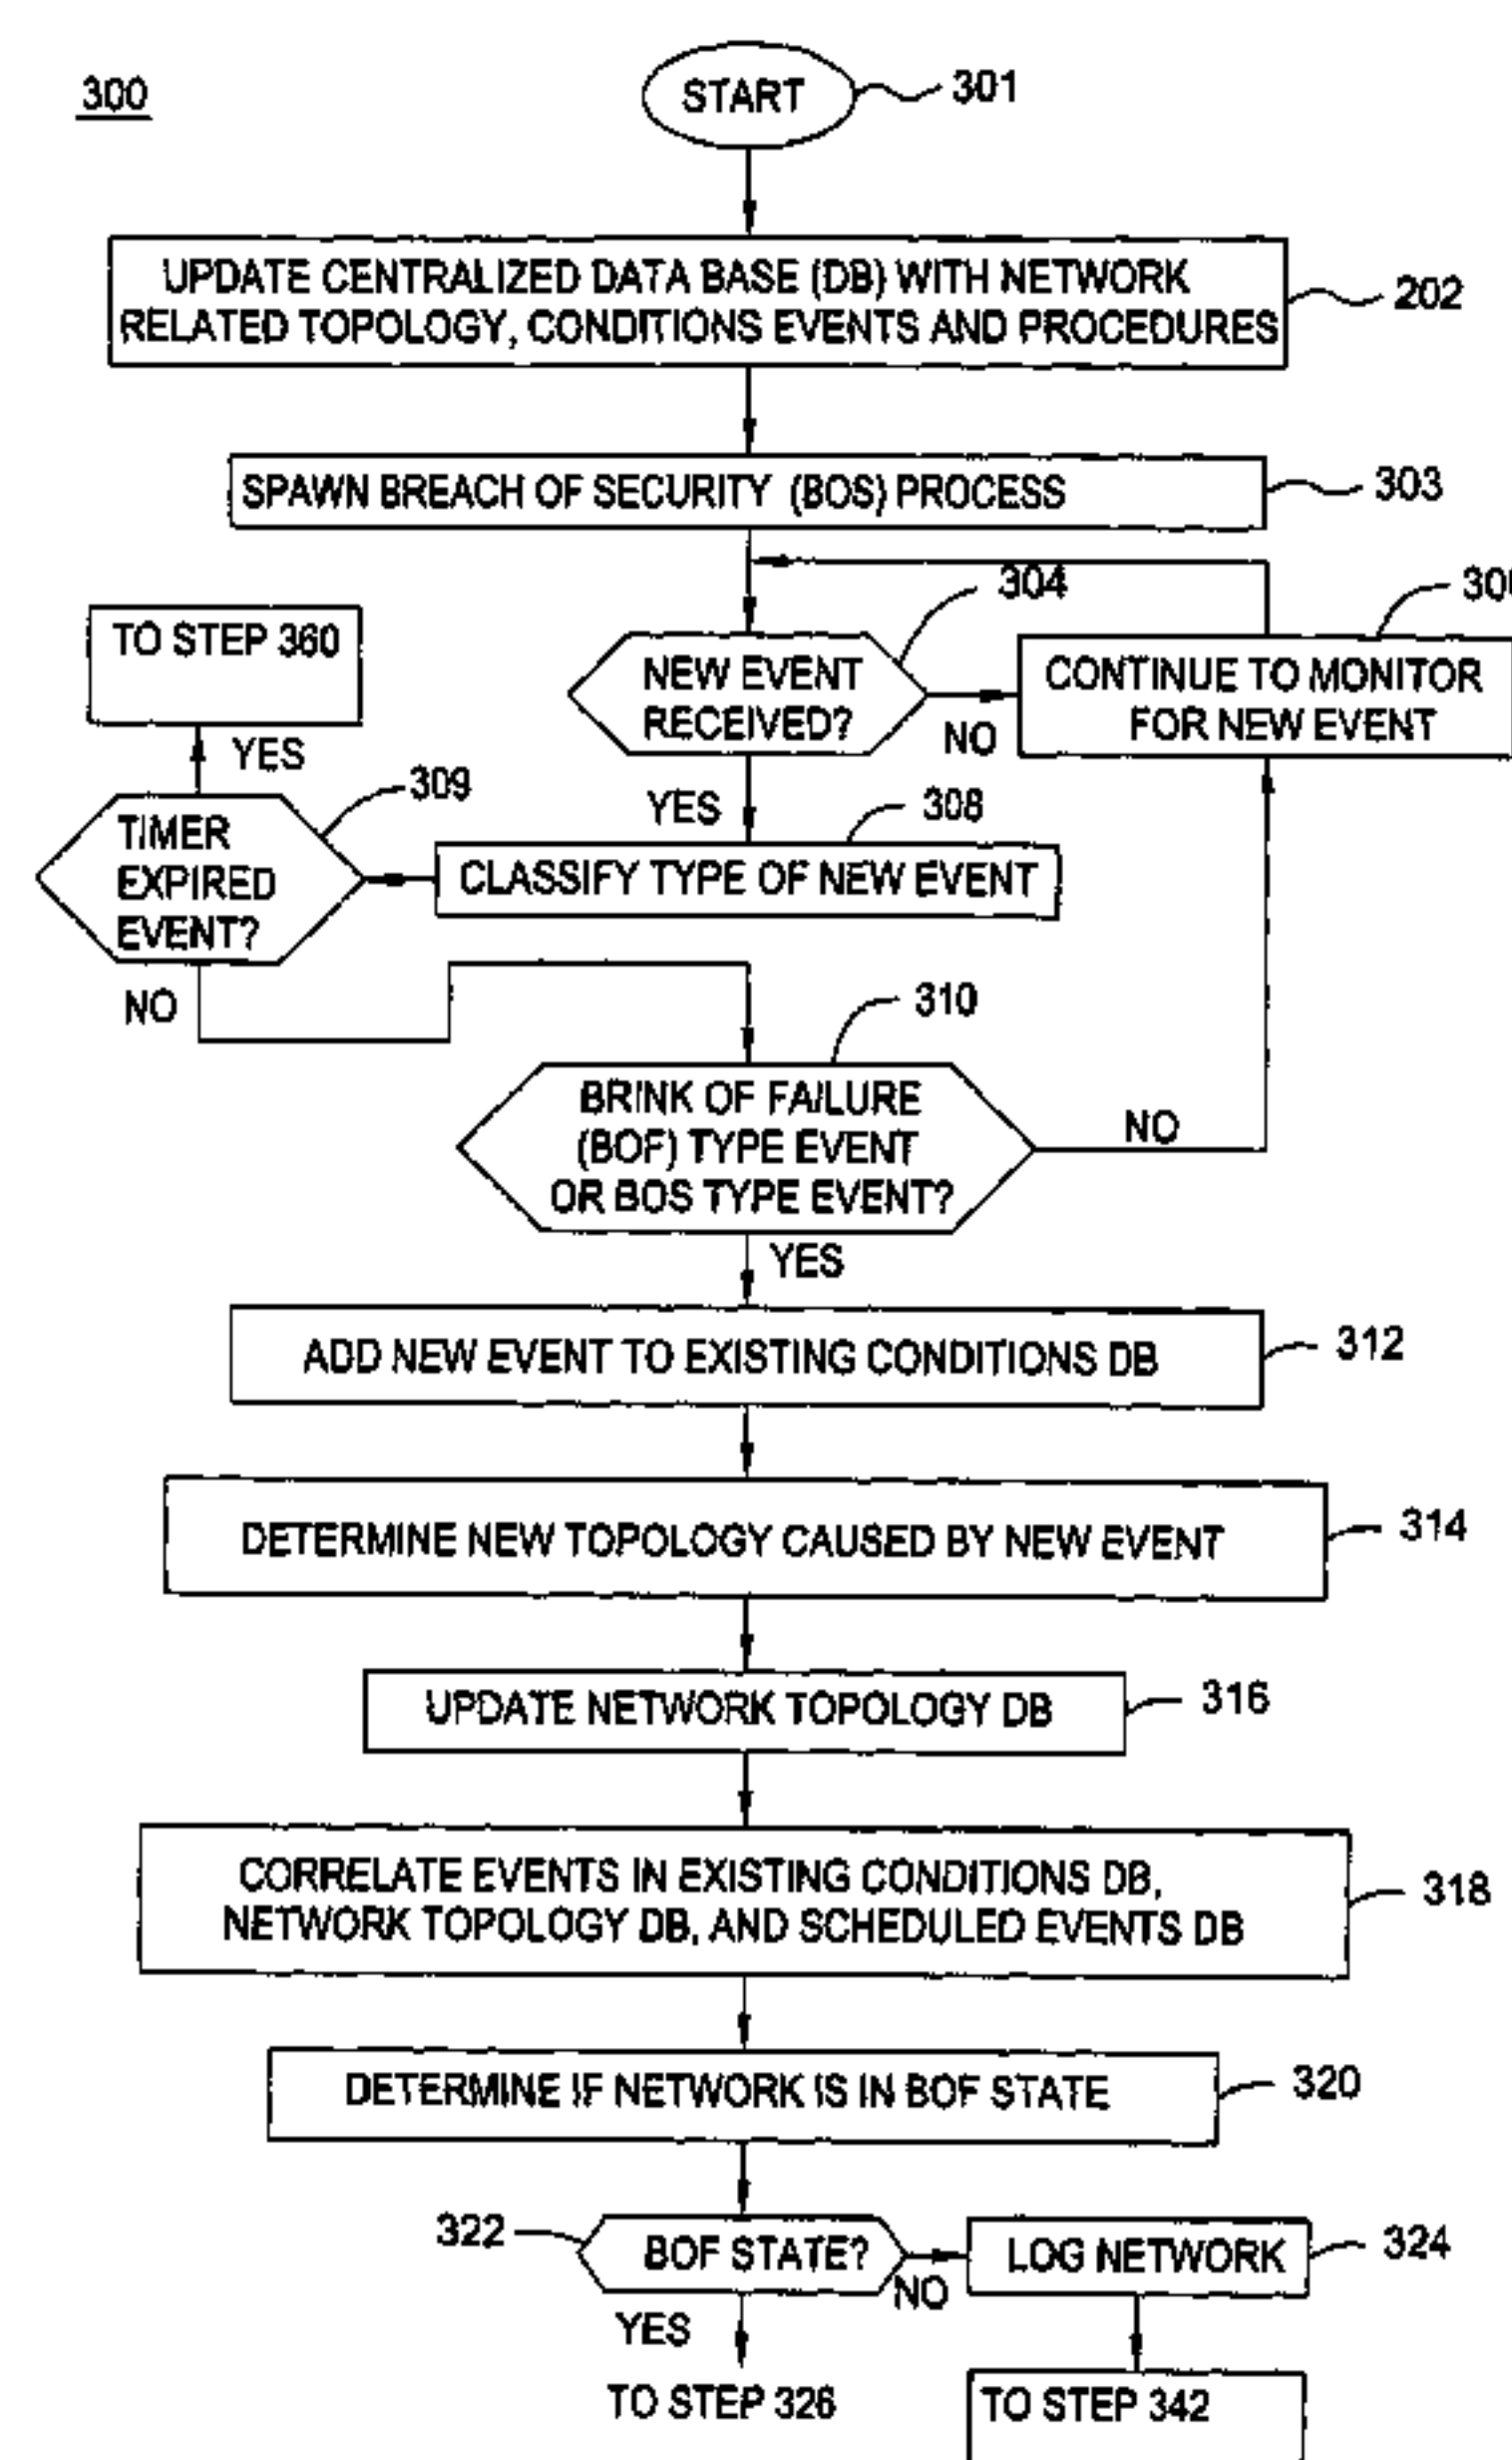 300
START
301
UPDATE CENTRALIZED DATA BASE (DB) WITH NETWORK
RELATED TOPOLOGY, CONDITIONS EVENTS AND PROCEDURES
202
SPAWN BREACH OF SECURITY (BOS) PROCESS
303
304
TO STEP 360
NEW EVENT
RECEIVED?
NO
CONTINUE TO MONITOR
FOR NEW EVENT
YES
309
YES
308
TIMER
EXPIRED
EVENT?
CLASSIFY TYPE OF NEW EVENT
NO
310
BRINK OF FAILURE
(BOF) TYPE EVENT
OR BOS TYPE EVENT?
NO
YES
ADD NEW EVENT TO EXISTING CONDITIONS DB
312
DETERMINE NEW TOPOLOGY CAUSED BY NEW EVENT
314
UPDATE NETWORK TOPOLOGY DB
316
CORRELATE EVENTS IN EXISTING CONDITIONS DB,
NETWORK TOPOLOGY DB, AND SCHEDULED EVENTS DB
318
DETERMINE IF NETWORK IS IN BOF STATE
320
322
BOF STATE?
NO
LOG NETWORK
324
YES
TO STEP 326
TO STEP 342